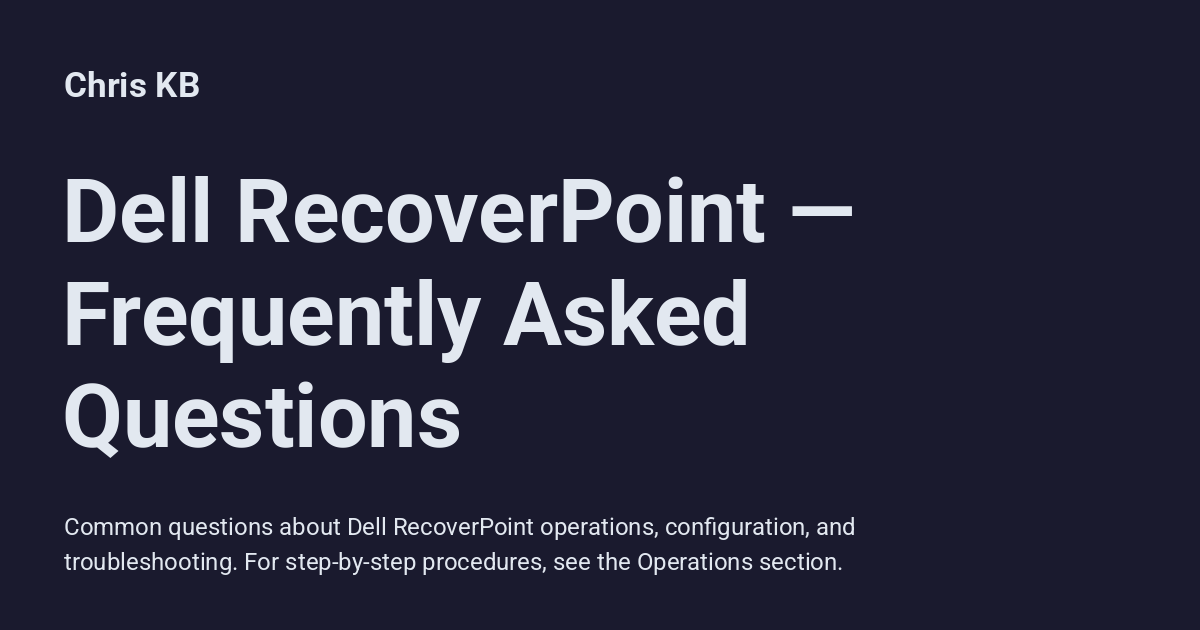 Chris KB
Dell RecoverPoint —
Frequently Asked
Questions
Common questions about Dell RecoverPoint operations, configuration, and
troubleshooting. For step-by-step procedures, see the Operations section.